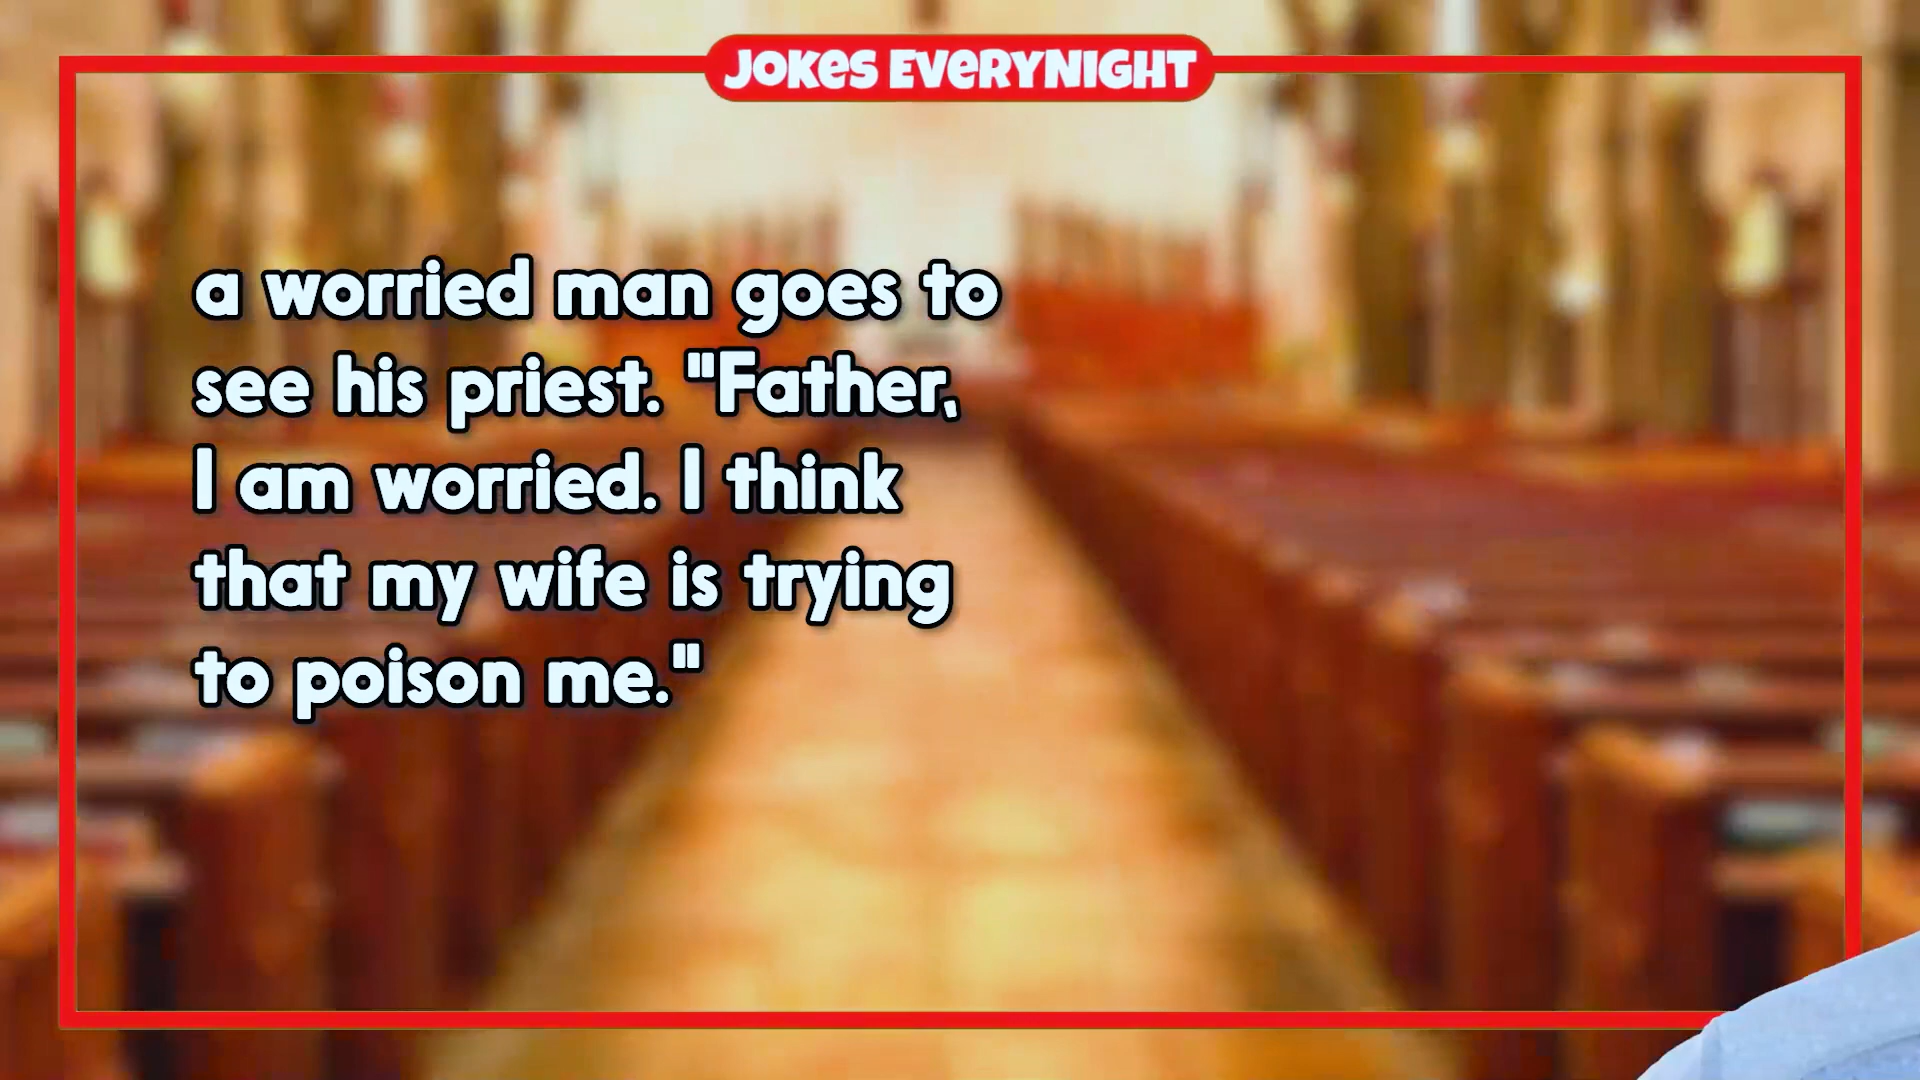 JOKES EVERYNIGHT
a worried man goes to
see his priest. "Father,
I am worried. I think
that my wife is trying
to poison me."